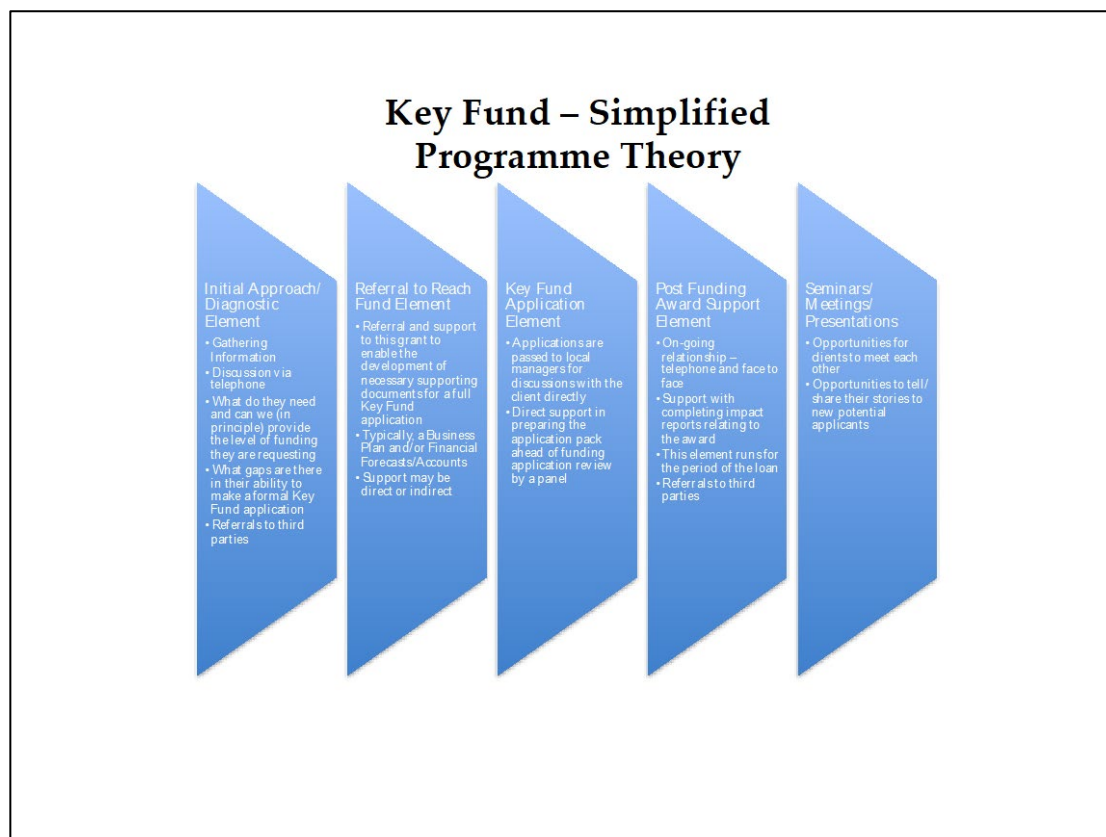 Key Fund – Simplified
Programme Theory
Initial Approach/
Diagnostic
Element
• Gathering
Information
• Discussion via
telephone
• What do they need
and can we (in
principle) provide
the level of funding
they are requesting
• What gaps are there
in their ability to
make a formal Key
Fund application
• Referrals to third
parties
Referral to Reach
Fund Element
• Referral and support
to this grant to
enable the
development of
necessary supporting
documents for a full
Key Fund
application
• Typically, a Business
Plan and/or Financial
Forecasts/Accounts
• Support may be
direct or indirect
Key Fund
Application
Element
• Applications are
passed to local
managers for
discussions with the
client directly
• Direct support in
preparing the
application pack
ahead of funding
application review
by a panel
Post Funding
Award Support
Element
• On-going
relationship –
telephone and face to
face
• Support with
completing impact
reports relating to
the award
• This element runs
for the period of the
loan
• Referrals to third
parties
Seminars/
Meetings/
Presentations
• Opportunities for
clients to meet each
other
• Opportunities to tell/
share their stories to
new potential
applicants